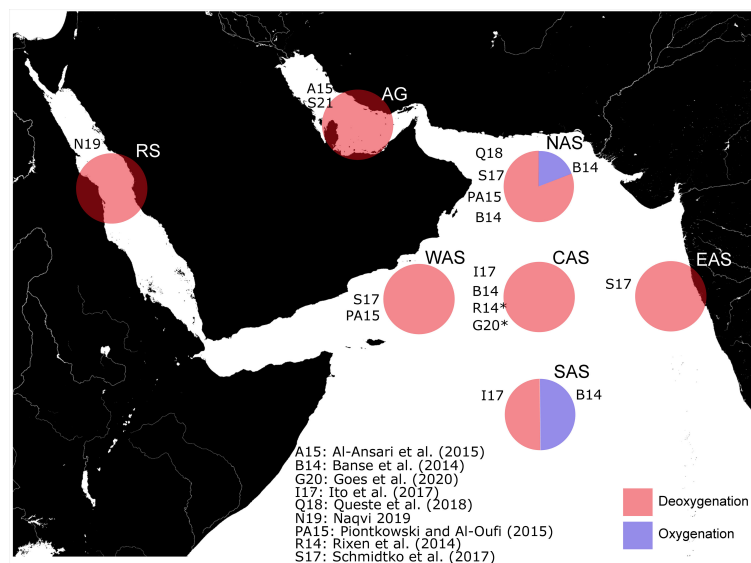 A15
S21
AG
N19
RS
NAS
Q18
B14
S17
PA15
B14
WAS
S17
PA15
CAS
I17
B14
R14*
G20*
EAS
S17
SAS
I17
B14
A15: Al-Ansari et al. (2015)
B14: Banse et al. (2014)
G20: Goes et al. (2020)
I17: Ito et al. (2017)
Q18: Queste et al. (2018)
N19: Naqvi 2019
PA15: Piontkowski and Al-Oufi (2015)
R14: Rixen et al. (2014)
S17: Schmidtko et al. (2017)
Deoxygenation
Oxygenation